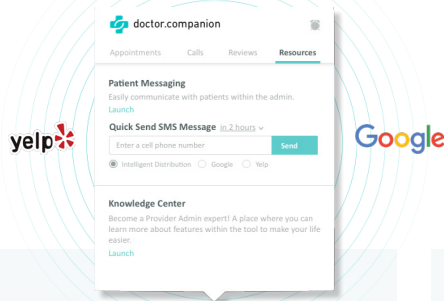 doctor.companion
Appointments Calls Reviews Resources
Patient Messaging
Easily communicate with patients within the admin.
Launch
Quick Send SMS Message in 2 hours
Enter a cell phone number Send
Intelligent Distribution Google Yelp
yelp
Google
Knowledge Center
Become a Provider Admin expert! A place where you can
learn more about features within the tool to make your life
easier.
Launch